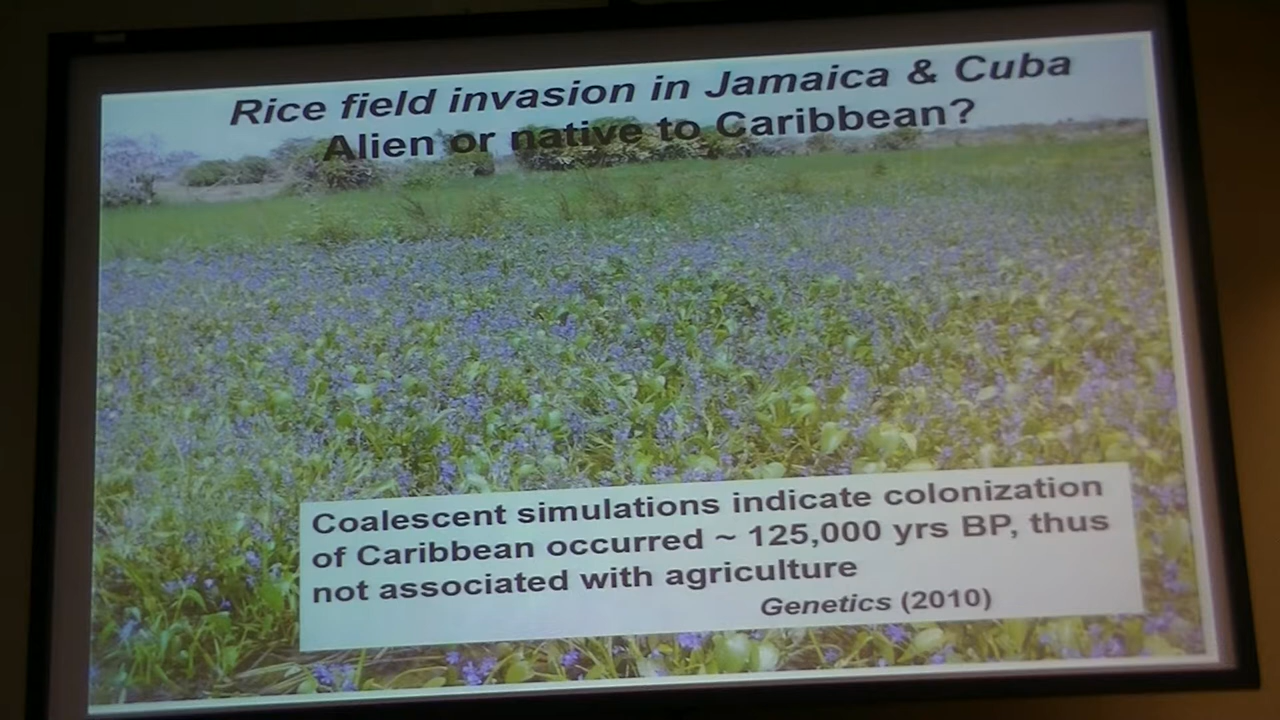 Rice field invasion in Jamaica & Cuba
Alien or native to Caribbean?
Coalescent simulations indicate colonization
of Caribbean occurred ~ 125,000 yrs BP, thus
not associated with agriculture
Genetics (2010)